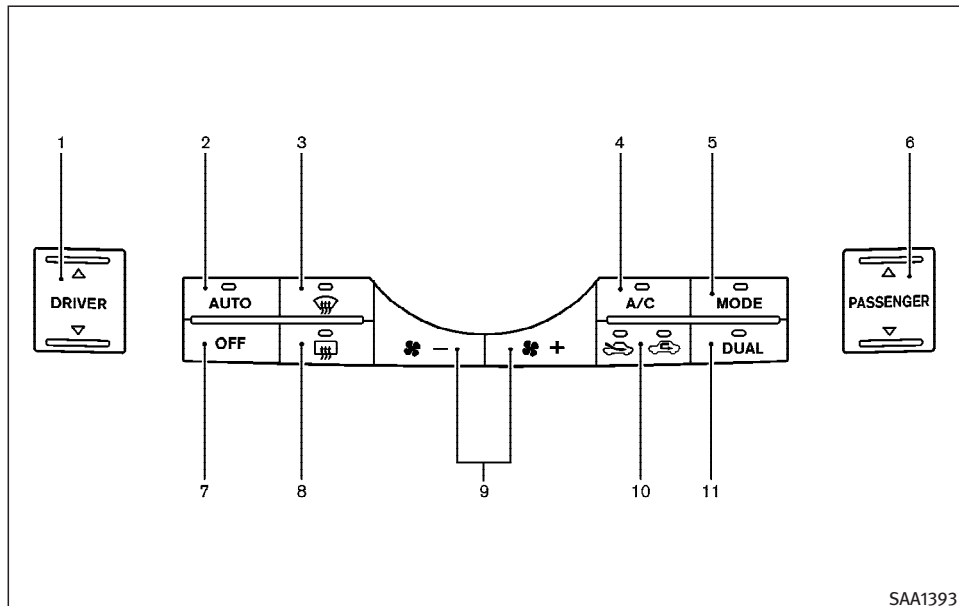 1 2 3 4 5 6
DRIVER AUTO A/C MODE PASSENGER
OFF − + DUAL
7 8 9 10 11
SAA1393